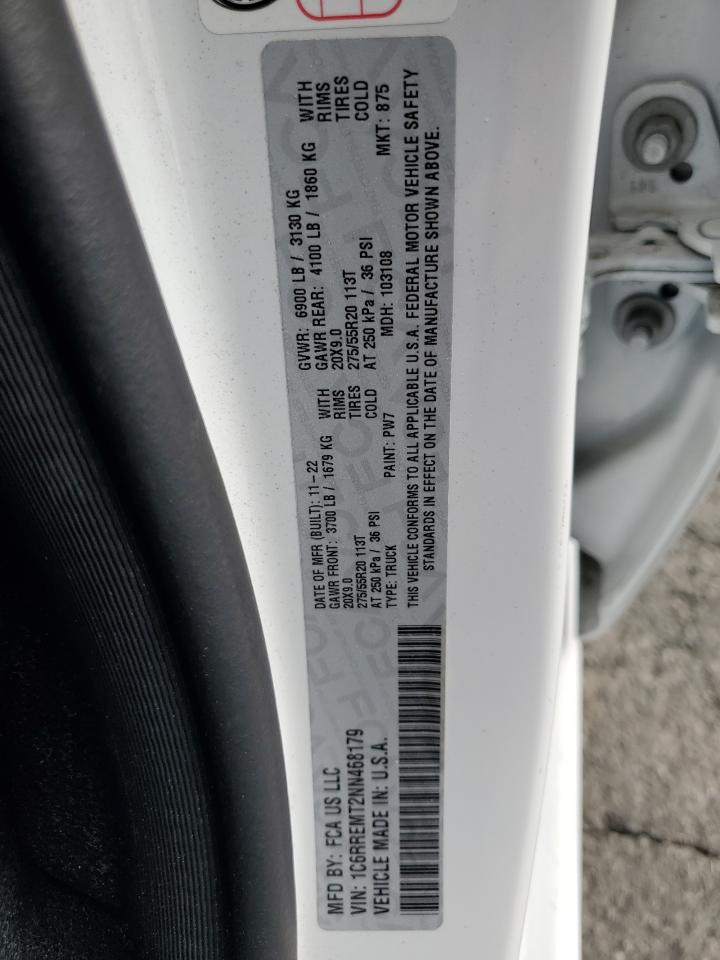 MFD BY: FCA US LLC
VIN: 1C6RREMT2NN468179
VEHICLE MADE IN: U.S.A.
DATE OF MFR (BUILT): 11-22
GVWR: 6900 LB / 3130 KG
GAWR FRONT: 3700 LB / 1679 KG WITH
GAWR REAR: 4100 LB / 1860 KG WITH
20X9.0 RIMS
20X9.0 RIMS
275/55R20 113T TIRES
275/55R20 113T TIRES
AT 250 kPa / 36 PSI COLD
AT 250 kPa / 36 PSI COLD
TYPE: TRUCK PAINT: PW7 MDH: 103108 MKT: 875
THIS VEHICLE CONFORMS TO ALL APPLICABLE U.S.A. FEDERAL MOTOR VEHICLE SAFETY
STANDARDS IN EFFECT ON THE DATE OF MANUFACTURE SHOWN ABOVE.